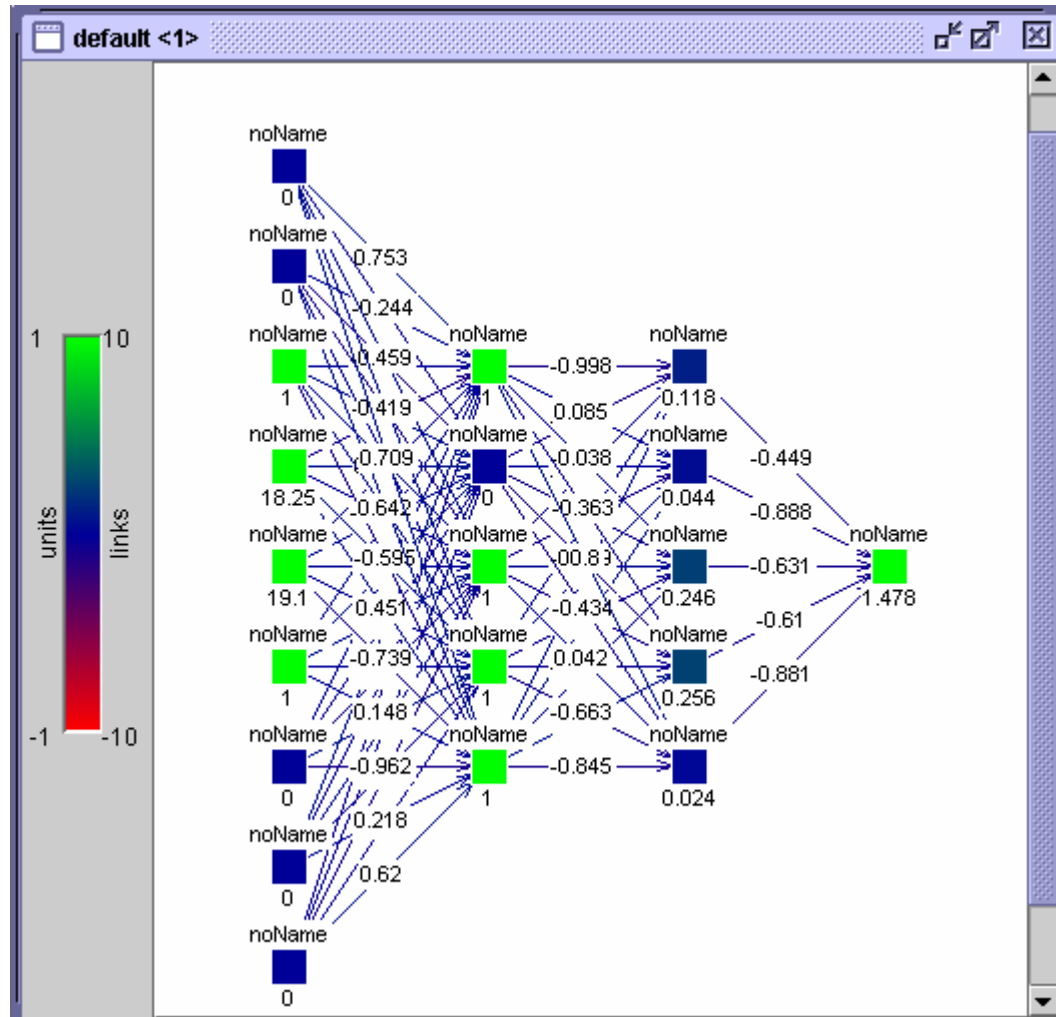 default <1>
noName
0
noName
0
0.753
-0.244
1 10
noName noName noName
-0.459 -0.998
1 1 0.118
-0.419 0.085
noName noName noName
-0.709 -0.038 -0.449
18.25 0 0.044
-0.642 -0.363 -0.888
units links
noName noName noName noName
-0.595 -0.631
19.1 1 0.246 1.478
0.451 -0.434 -0.61
noName noName noName
-0.739 0.042 -0.881
1 1 0.256
0.148 -0.663
-1 -10
noName noName noName
-0.962 -0.845
0 1 0.024
0.218
noName
0.62
0
noName
0